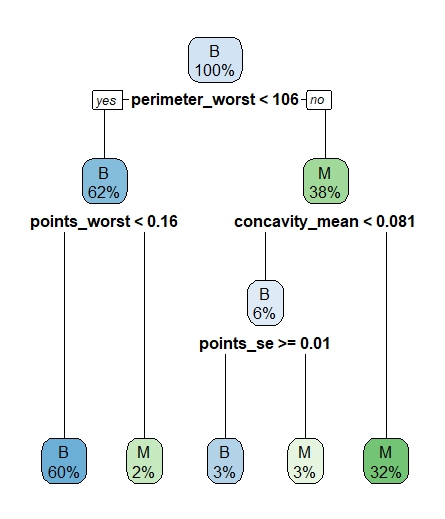 B
100%
yes perimeter_worst < 106 no
B
62%
M
38%
points_worst < 0.16
concavity_mean < 0.081
B
6%
points_se >= 0.01
B
60%
M
2%
B
3%
M
3%
M
32%